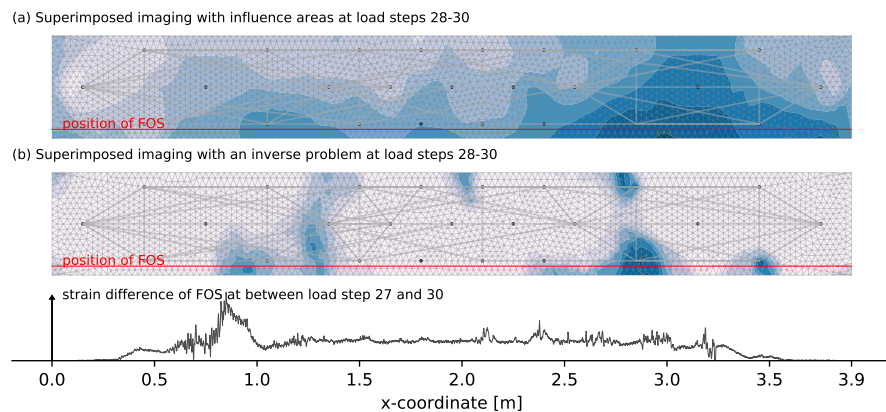 (a) Superimposed imaging with influence areas at load steps 28-30
position of FOS
(b) Superimposed imaging with an inverse problem at load steps 28-30
position of FOS
strain difference of FOS at between load step 27 and 30
0.0 0.5 1.0 1.5 2.0 2.5 3.0 3.5 3.9
x-coordinate [m]